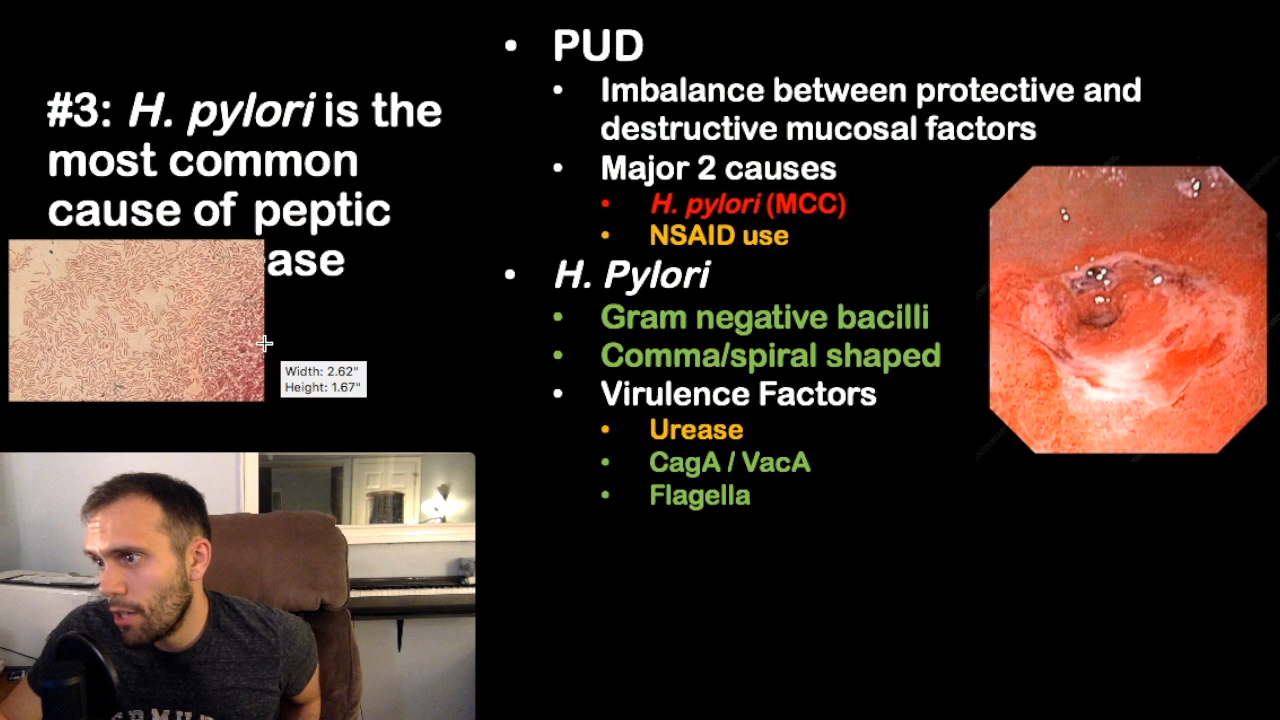 #3: H. pylori is the
most common
cause of peptic
ase
Width: 2.62"
Height: 1.67"
• PUD
• Imbalance between protective and
destructive mucosal factors
• Major 2 causes
• H. pylori (MCC)
• NSAID use
• H. Pylori
• Gram negative bacilli
• Comma/spiral shaped
• Virulence Factors
• Urease
• CagA / VacA
• Flagella